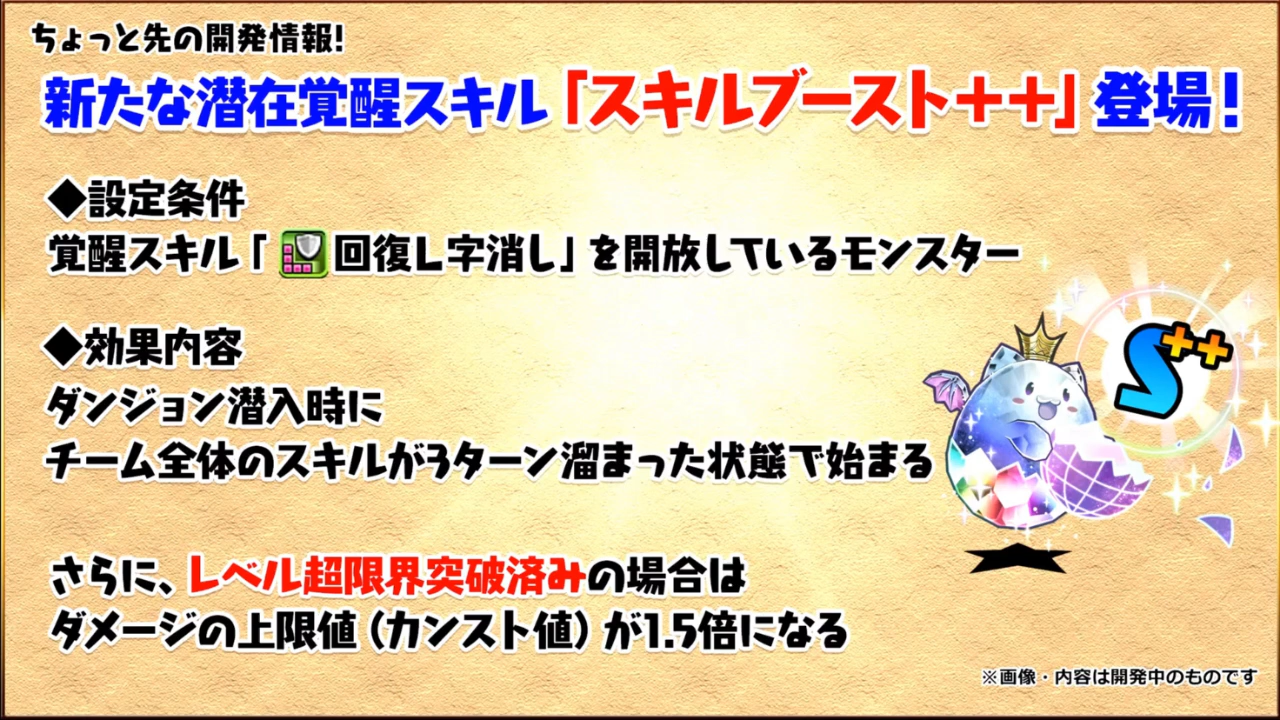 ちょっと先の開発情報!
新たな潜在覚醒スキル「スキルブースト++」登場!
◆設定条件
覚醒スキル「回復L字消し」を開放しているモンスター
◆効果内容
ダンジョン潜入時に
チーム全体のスキルが3ターン溜まった状態で始まる
S++
さらに、レベル超限界突破済みの場合は
ダメージの上限値(カンスト値)が1.5倍になる
※画像・内容は開発中のものです